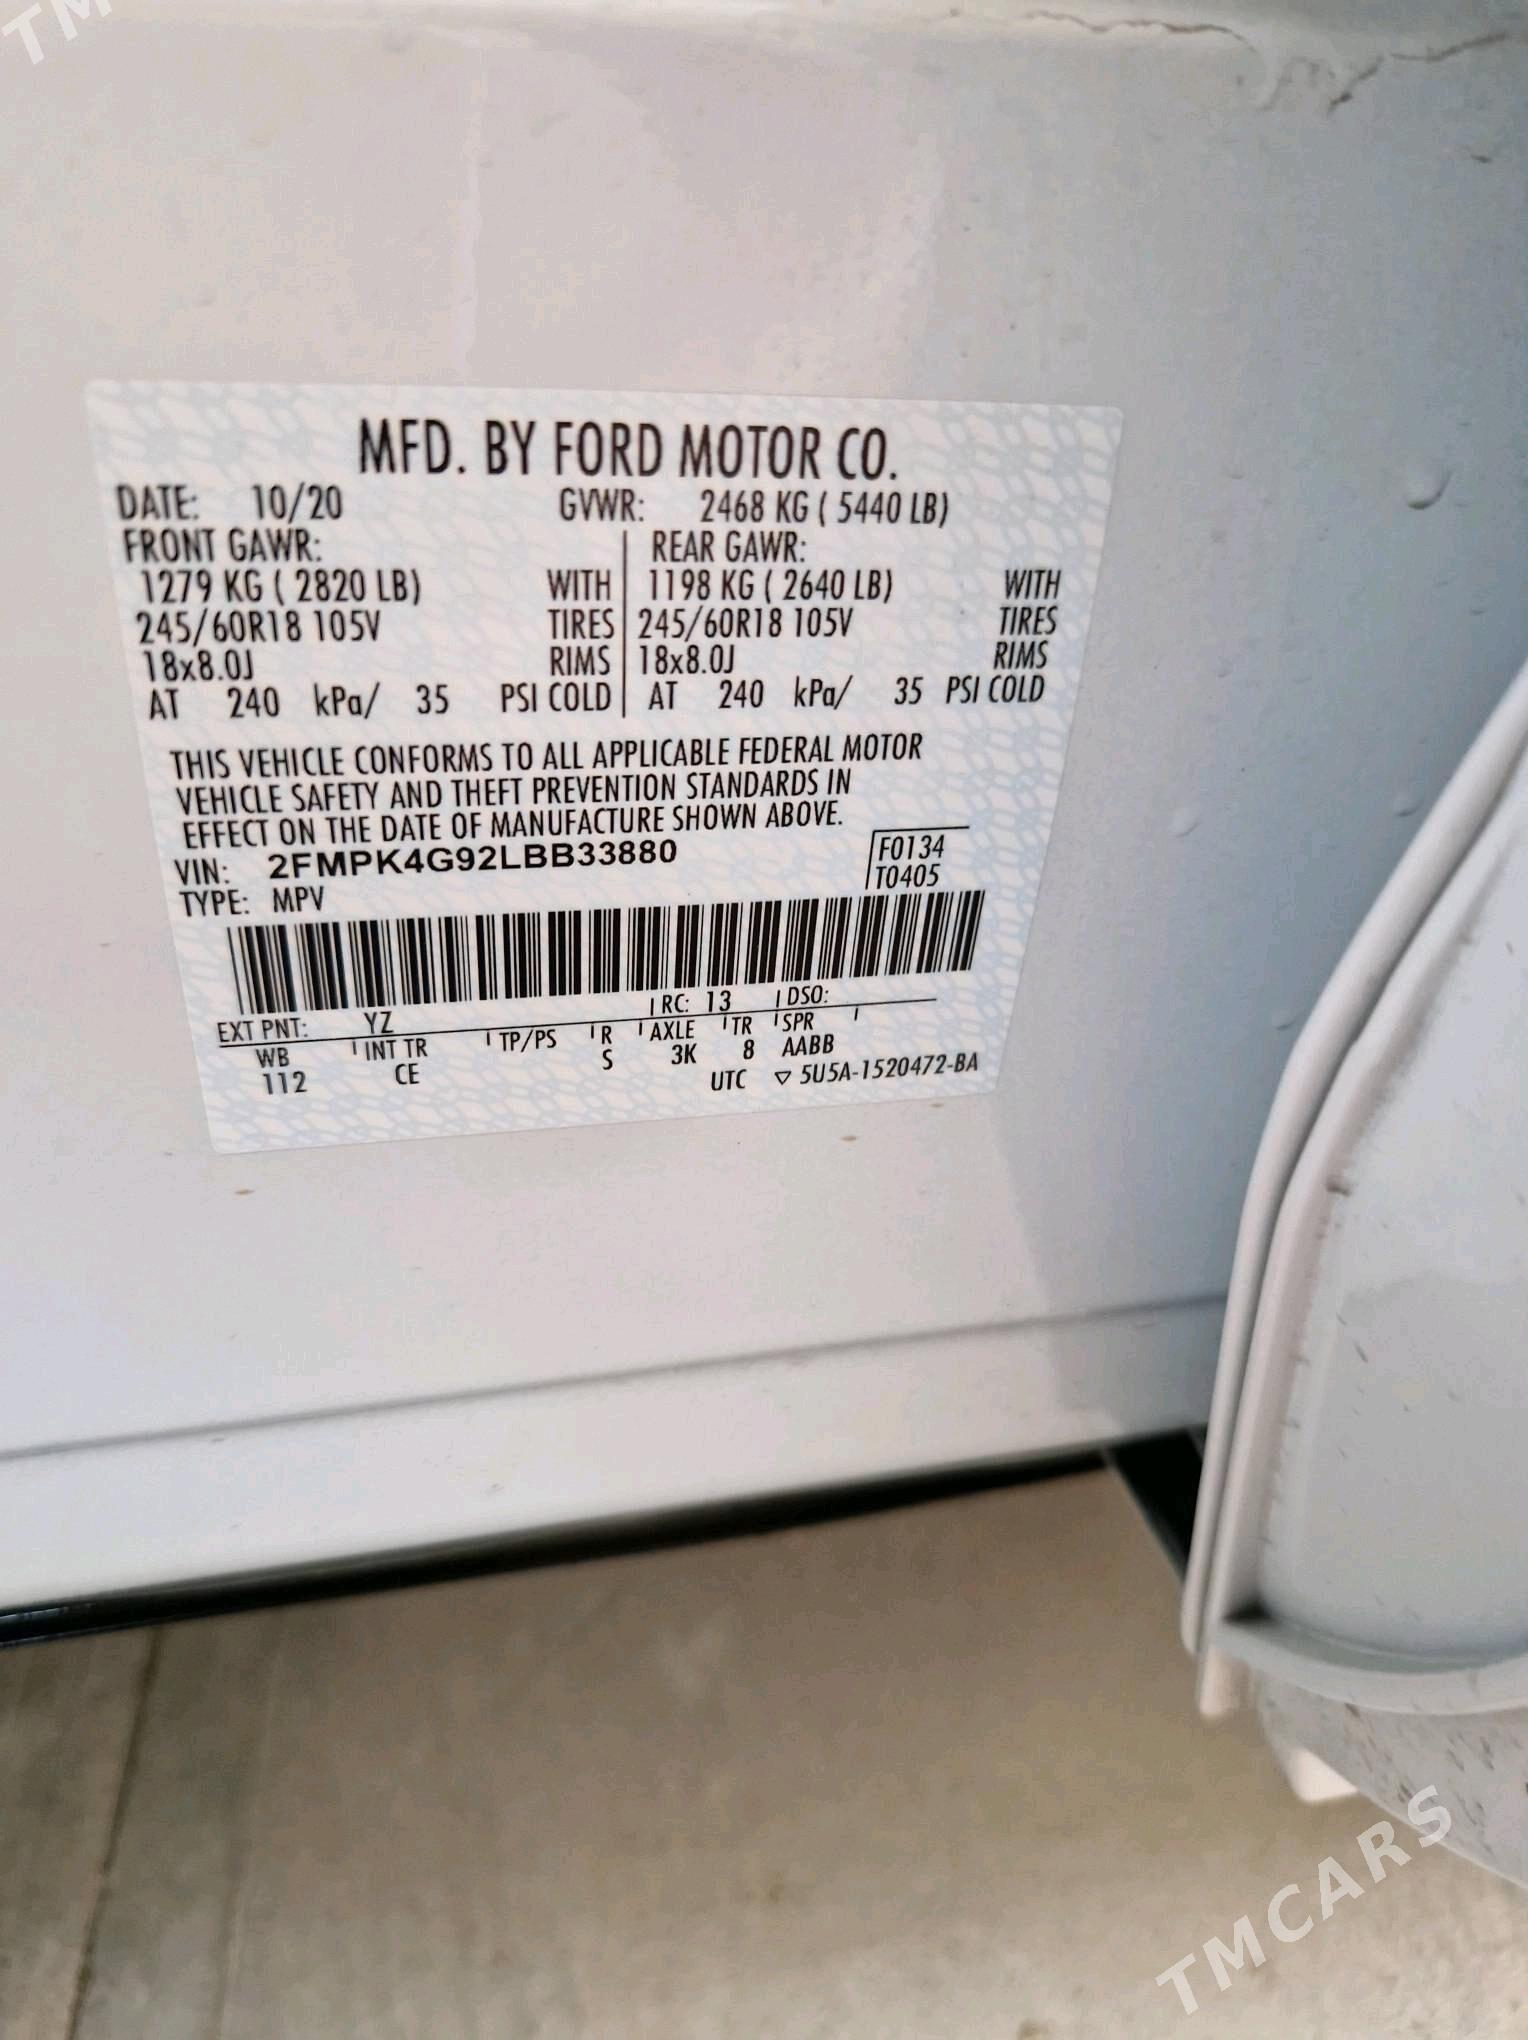 TM
MFD. BY FORD MOTOR CO.
DATE: 10/20 GVWR: 2468 KG ( 5440 LB)
FRONT GAWR: REAR GAWR:
1279 KG ( 2820 LB) WITH 1198 KG ( 2640 LB) WITH
245/60R18 105V TIRES 245/60R18 105V TIRES
18x8.0J RIMS 18x8.0J RIMS
AT 240 kPa/ 35 PSI COLD AT 240 kPa/ 35 PSI COLD
THIS VEHICLE CONFORMS TO ALL APPLICABLE FEDERAL MOTOR
VEHICLE SAFETY AND THEFT PREVENTION STANDARDS IN
EFFECT ON THE DATE OF MANUFACTURE SHOWN ABOVE.
VIN: 2FMPK4G92LBB33880 F0134
TYPE: MPV T0405
EXT PNT: YZ RC: 13 DSO:
WB INT TR TP/PS R AXLE TR SPR
112 CE S 3K 8 AABB
UTC ▽ 5U5A-1520472-BA
TMCARS